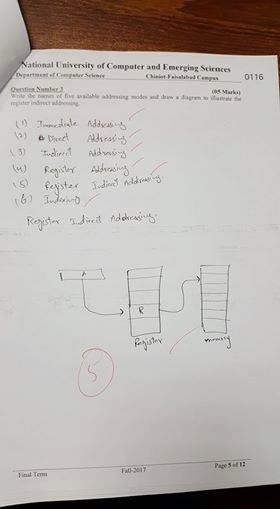 National University of Computer and Emerging Sciences
Department of Computer Science Chiniot-Faisalabad Campus 0116
Question Number 3 (05 Marks)
Write the names of five available addressing modes and draw a diagram to illustrate the
register indirect addressing.
(1) Immediate Addressing
(2) Direct Addressing
(3) Indirect Addressing
(4) Register Addressing
(5) Register Indirect Addressing.
(6) Indexing
Register Indirect Addressing.
A
R
Register memory
5
Final Term Fall-2017 Page 5 of 12